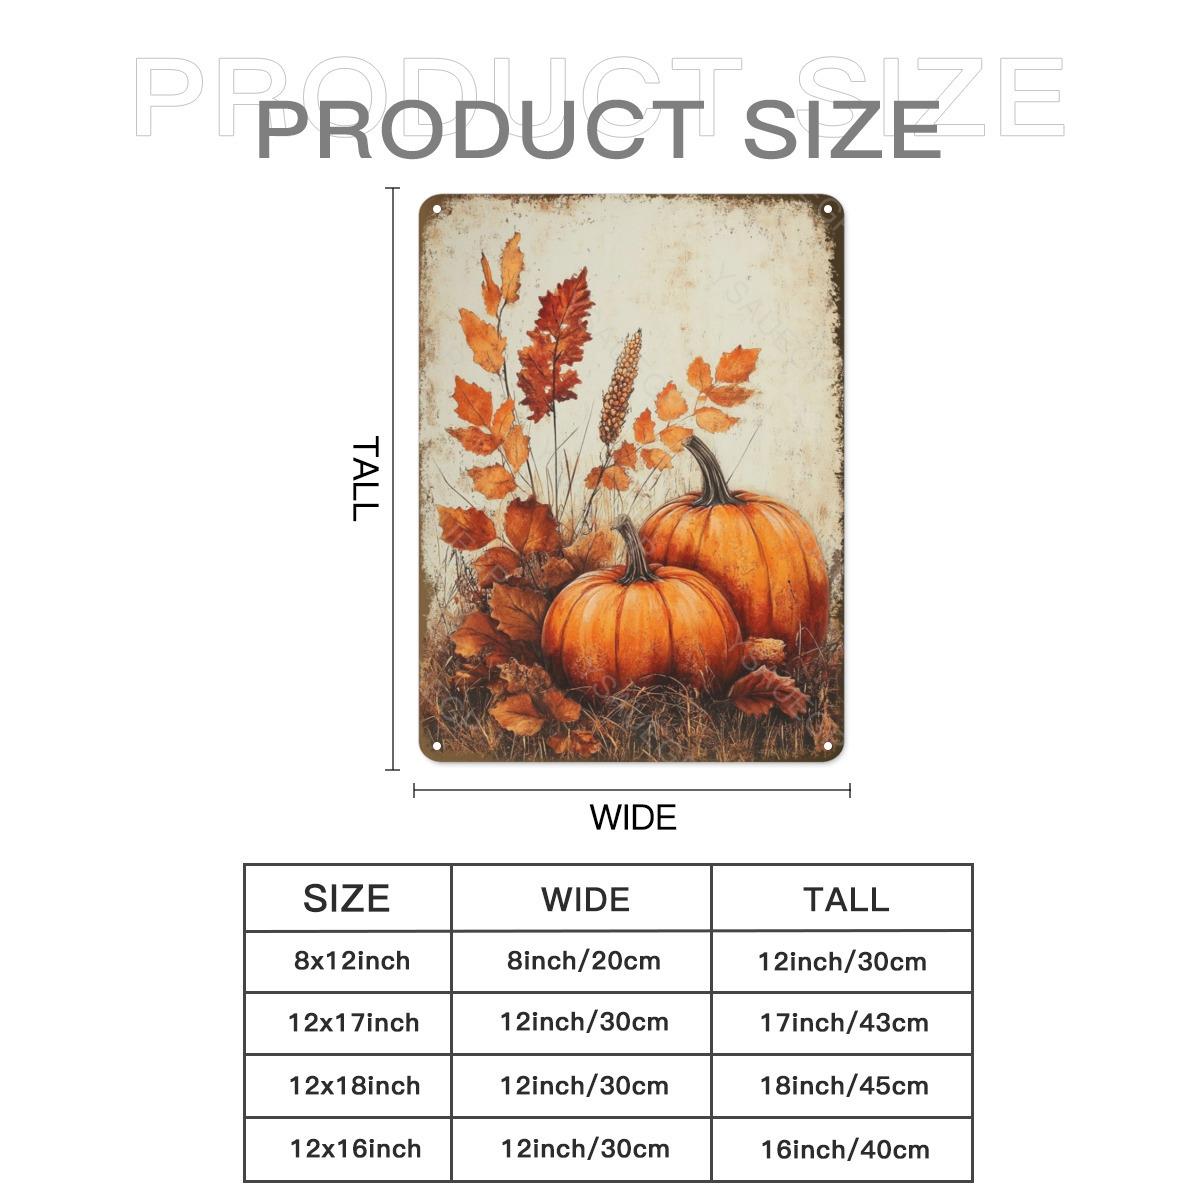 PRODUCT SIZE
PRODUCT SIZE
TALL
WIDE
SIZE WIDE TALL
8x12inch 8inch/20cm 12inch/30cm
12x17inch 12inch/30cm 17inch/43cm
12x18inch 12inch/30cm 18inch/45cm
12x16inch 12inch/30cm 16inch/40cm